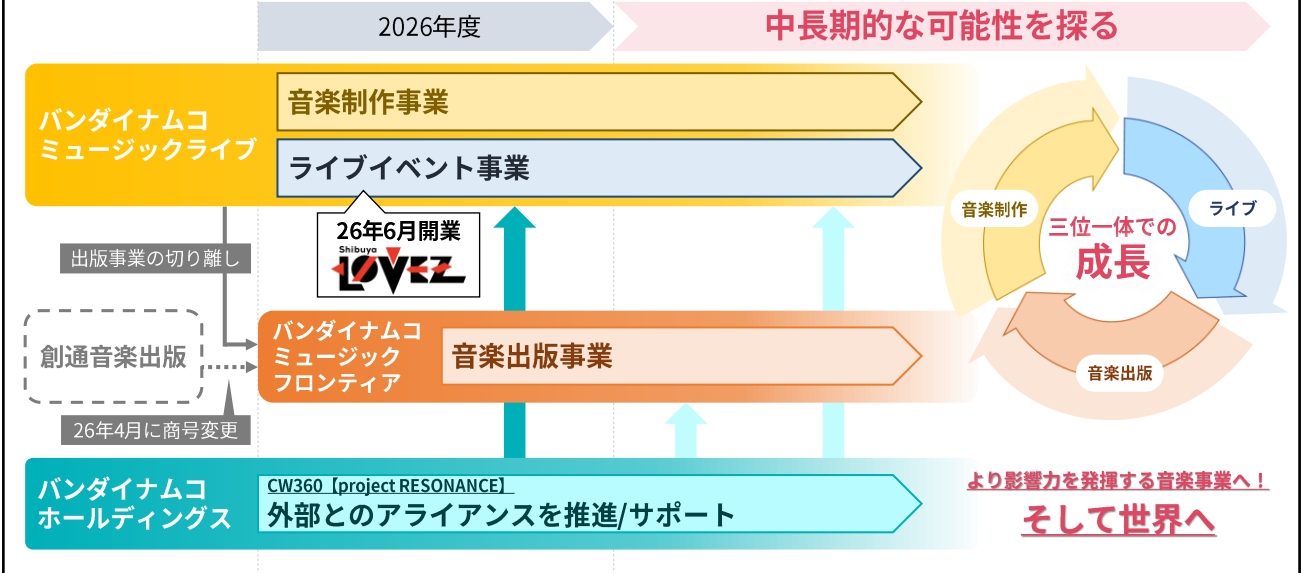 2026年度
中長期的な可能性を探る
バンダイナムコ
ミュージックライブ
音楽制作事業
ライブイベント事業
26年6月開業
Shibuya
LOVEZ
出版事業の切り離し
創通音楽出版
26年4月に商号変更
バンダイナムコ
ミュージック
フロンティア
音楽出版事業
バンダイナムコ
ホールディングス
CW360【project RESONANCE】
外部とのアライアンスを推進/サポート
音楽制作
ライブ
三位一体での
成長
音楽出版
より影響力を発揮する音楽事業へ！
そして世界へ